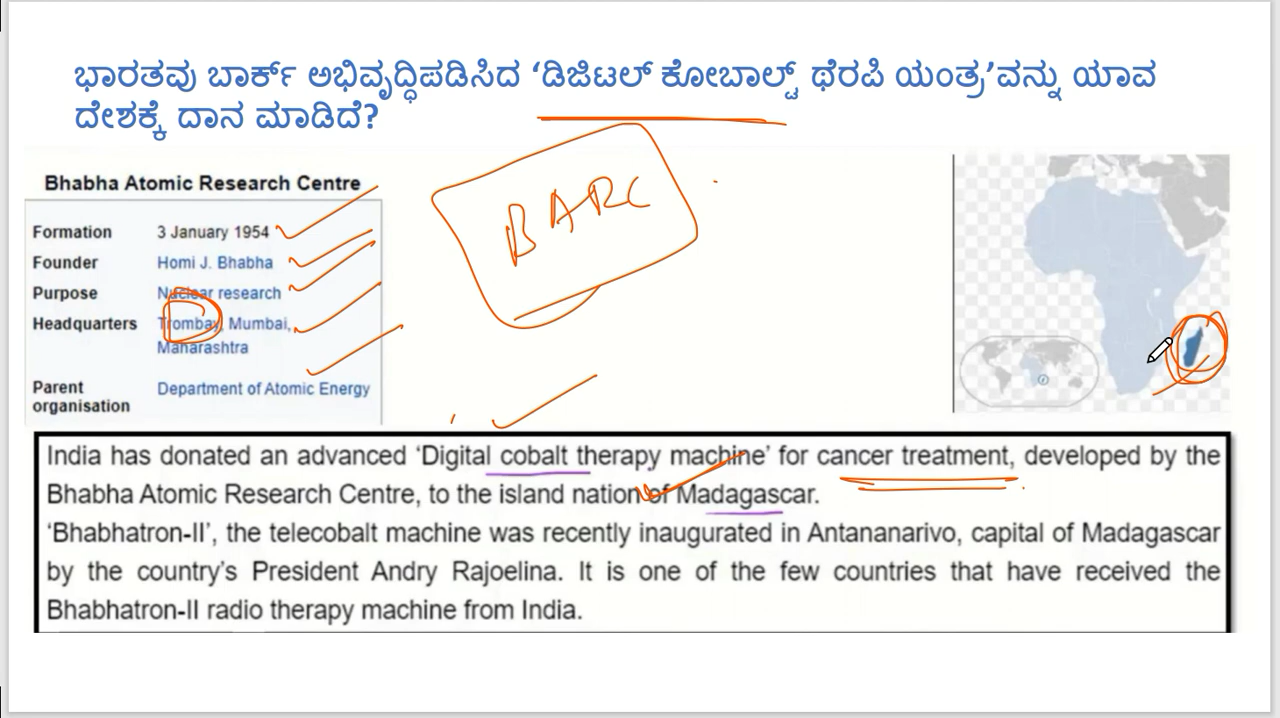 ಭಾರತವು ಬಾರ್ಕ್ ಅಭಿವೃದ್ಧಿಪಡಿಸಿದ ‘ಡಿಜಿಟಲ್ ಕೋಬಾಲ್ಟ್ ಥೆರಪಿ ಯಂತ್ರ’ವನ್ನು ಯಾವ
ದೇಶಕ್ಕೆ ದಾನ ಮಾಡಿದೆ?
Bhabha Atomic Research Centre
Formation 3 January 1954
Founder Homi J. Bhabha
Purpose Nuclear research
Headquarters Trombay, Mumbai,
Maharashtra
Parent Department of Atomic Energy
organisation
BARC
India has donated an advanced ‘Digital cobalt therapy machine’ for cancer treatment, developed by the
Bhabha Atomic Research Centre, to the island nation of Madagascar.
‘Bhabhatron-II’, the telecobalt machine was recently inaugurated in Antananarivo, capital of Madagascar
by the country’s President Andry Rajoelina. It is one of the few countries that have received the
Bhabhatron-II radio therapy machine from India.